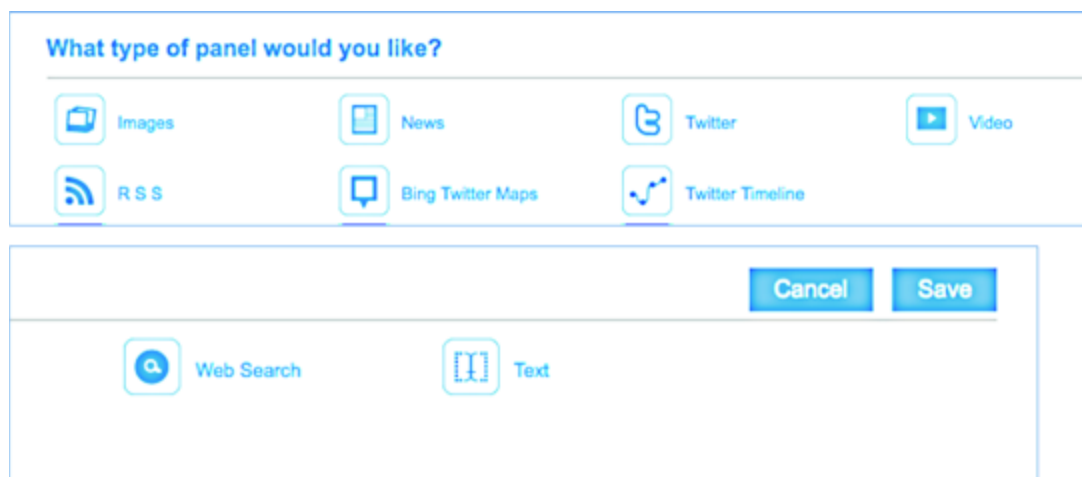 What type of panel would you like?
Images News Twitter Video
R S S Bing Twitter Maps Twitter Timeline
Cancel Save
Web Search Text